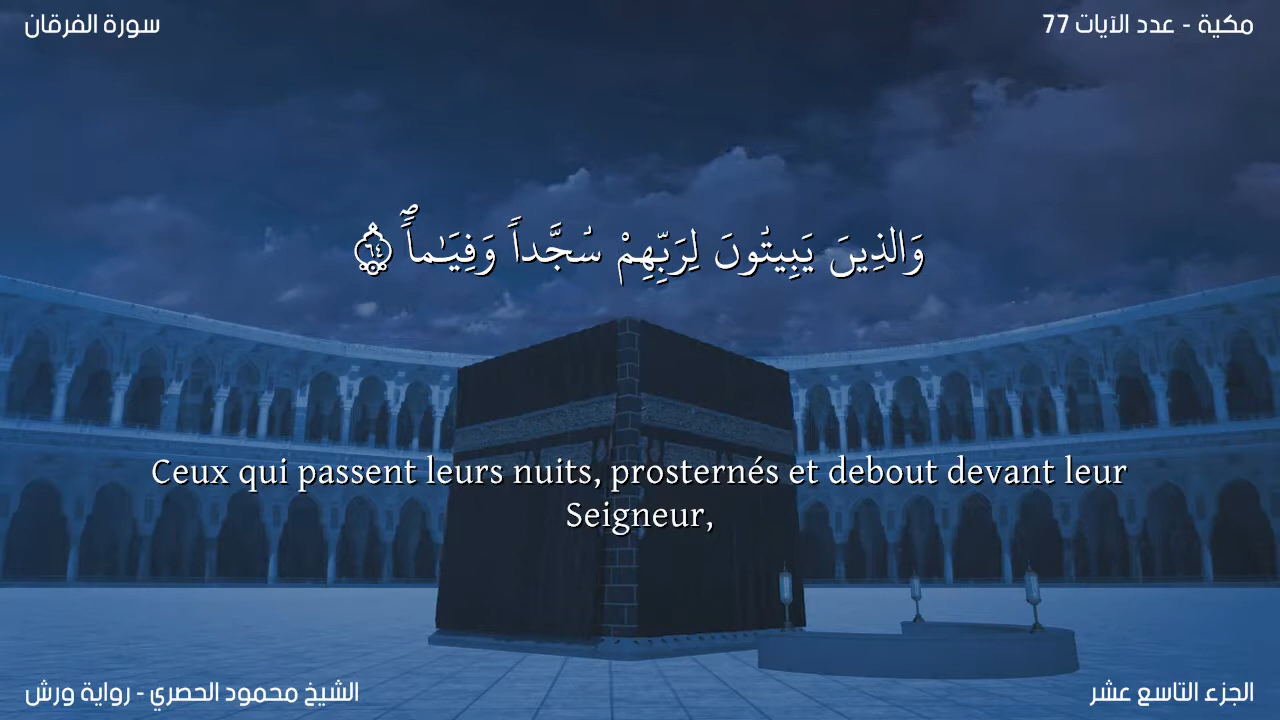 سورة الفرقان
مكية - عدد الآيات 77
وَالذِينَ يَبِيتُونَ لِرَبِّهِمْ سُجَّداٗ وَقِيَٰماٗۖ ٦٤
Ceux qui passent leurs nuits, prosternés et debout devant leur
Seigneur,
الشيخ محمود الحصري - رواية ورش
الجزء التاسع عشر